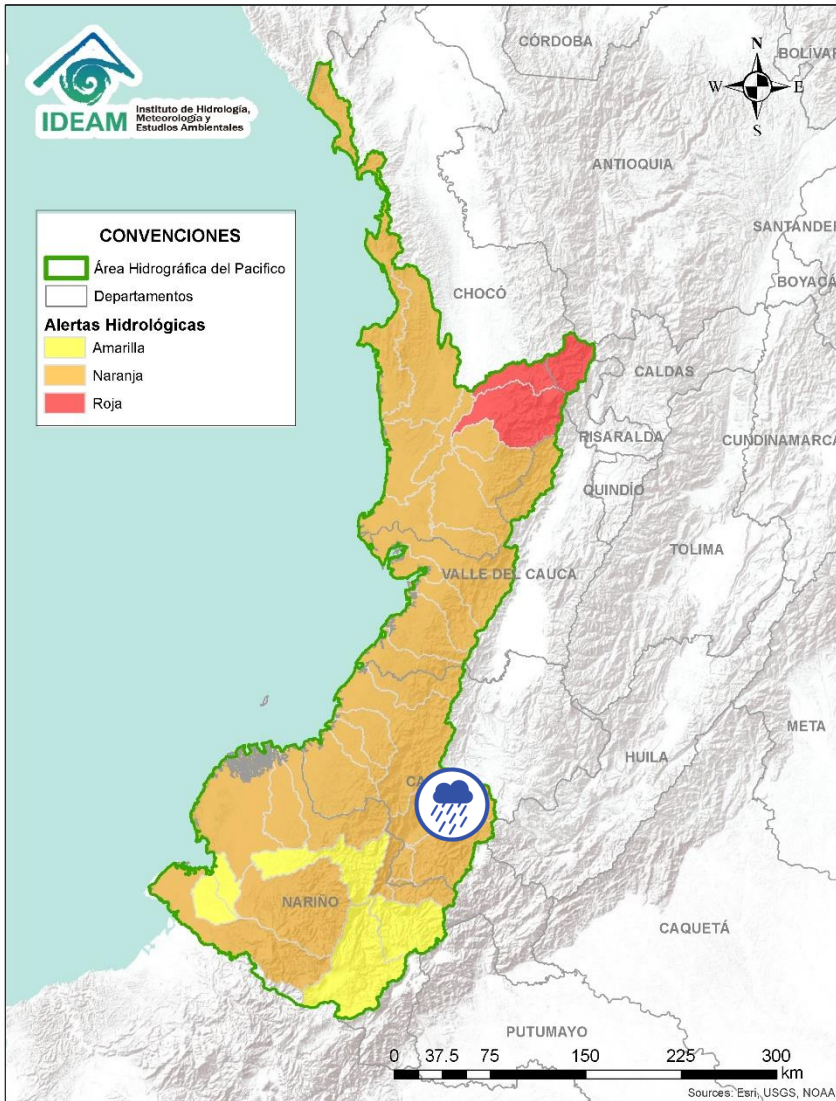 IDEAM
Instituto de Hidrología,
Meteorología y
Estudios Ambientales
N
W
E
S
CÓRDOBA
BOLÍVAR
ANTIOQUIA
SANTANDER
BOYACÁ
CONVENCIONES
Área Hidrográfica del Pacifico
Departamentos
Alertas Hidrológicas
Amarilla
Naranja
Roja
CHOCÓ
CALDAS
RISARALDA
CUNDINAMARCA
QUINDÍO
TOLIMA
VALLE DEL CAUCA
META
HUILA
CA
NARIÑO
CAQUETÁ
PUTUMAYO
0 37.5 75 150 225 300
km
Sources: Esri, USGS, NOAA